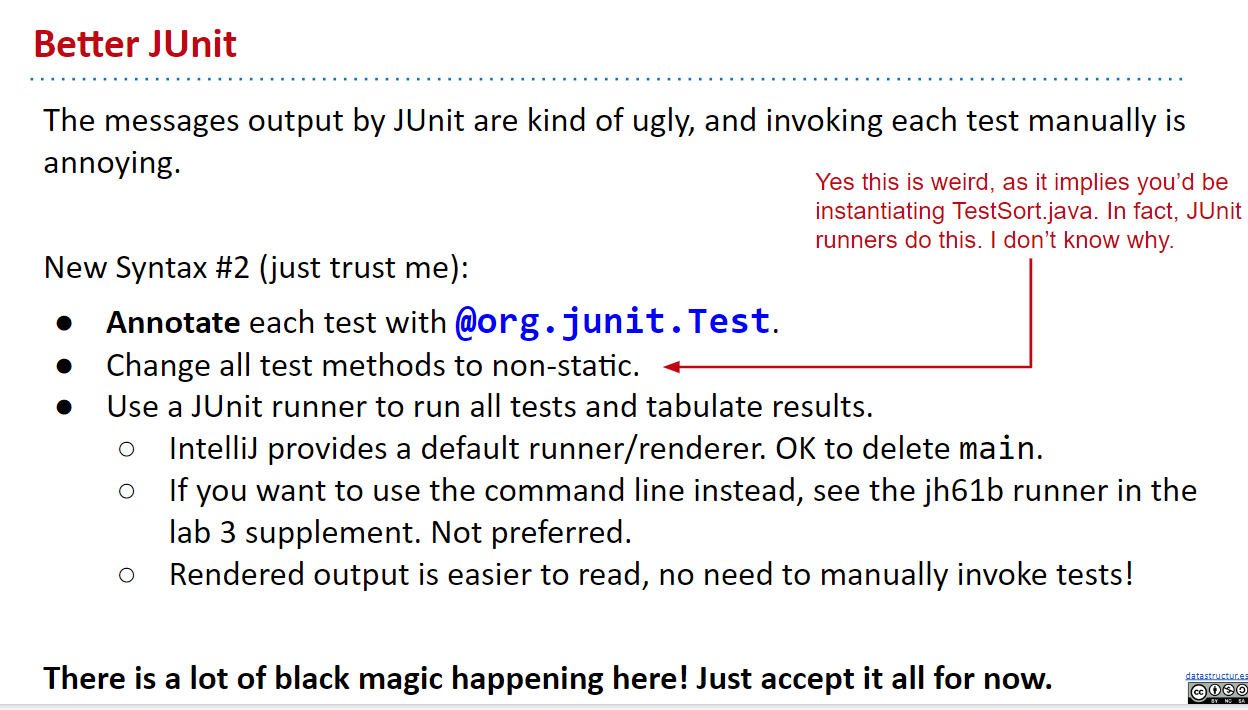 Better JUnit
The messages output by JUnit are kind of ugly, and invoking each test manually is
annoying.
Yes this is weird, as it implies you’d be
instantiating TestSort.java. In fact, JUnit
runners do this. I don’t know why.
New Syntax #2 (just trust me):
● Annotate each test with @org.junit.Test.
● Change all test methods to non-static.
● Use a JUnit runner to run all tests and tabulate results.
○ IntelliJ provides a default runner/renderer. OK to delete main.
○ If you want to use the command line instead, see the jh61b runner in the
lab 3 supplement. Not preferred.
○ Rendered output is easier to read, no need to manually invoke tests!
There is a lot of black magic happening here! Just accept it all for now.
datastructur.es
cc
BY NC SA